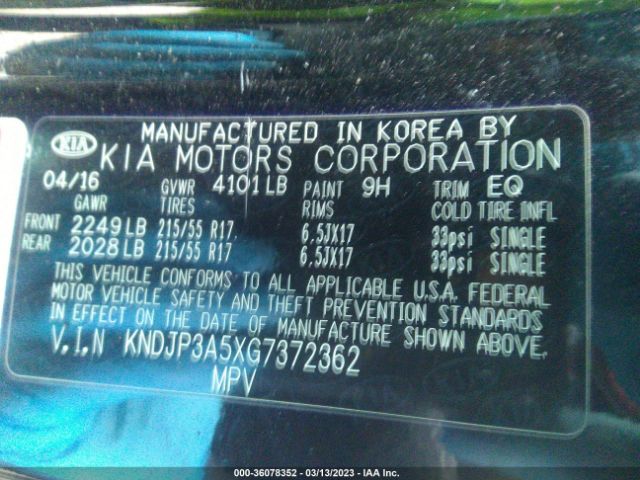 KIA
MANUFACTURED IN KOREA BY
KIA MOTORS CORPORATION
04/16 GVWR 4101 LB PAINT 9H TRIM EQ
GAWR TIRES RIMS COLD TIRE INFL
FRONT 2249 LB 215/55 R17. 6.5JX17 33psi SINGLE
REAR 2028 LB 215/55 R17 6.5JX17 33psi SINGLE
THIS VEHICLE CONFORMS TO ALL APPLICABLE U.S.A. FEDERAL
MOTOR VEHICLE SAFETY AND THEFT PREVENTION STANDARDS
IN EFFECT ON THE DATE OF MANUFACTURE SHOWN ABOVE.
V.I.N KNDJP3A5XG7372362
MPV
000-36078352 — 03/13/2023 — IAA Inc.